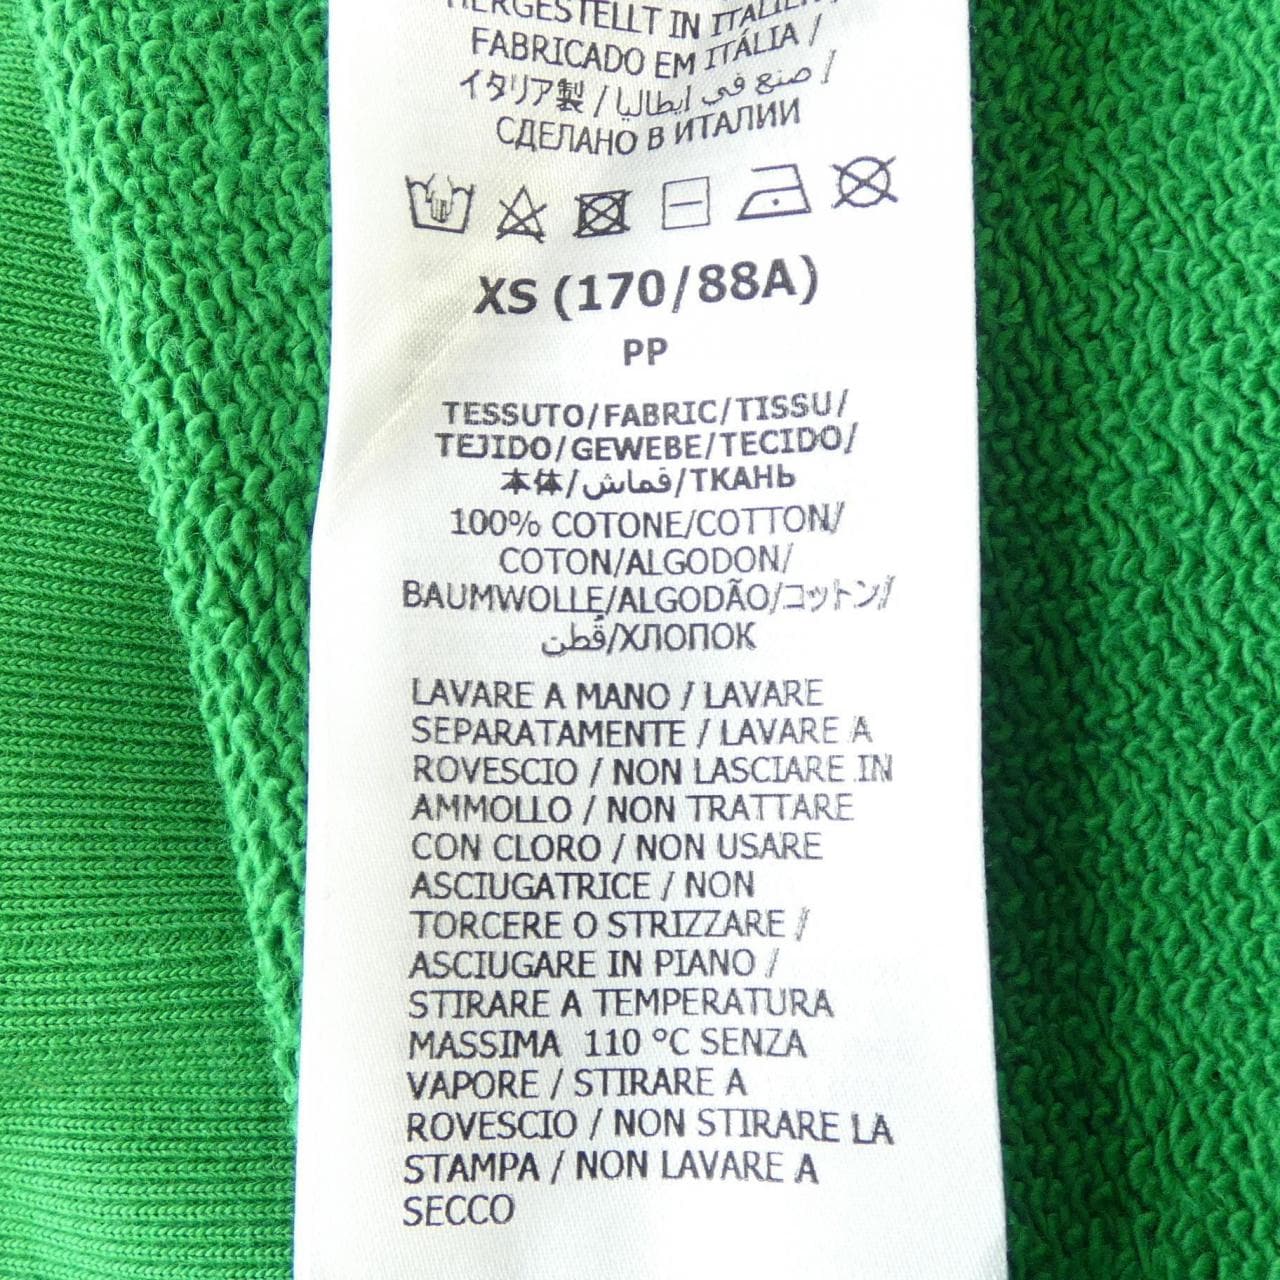 HERGESTELLT IN ITALIEN /
FABRICADO EM ITÁLIA /
イタリア製 / صنع في ايطاليا /
СДЕЛАНО В ИТАЛИИ
XS (170/88A)
PP
TESSUTO/FABRIC/TISSU/
TEJIDO/GEWEBE/TECIDO/
本体/قماش/ТКАНЬ
100% COTONE/COTTON/
COTON/ALGODON/
BAUMWOLLE/ALGODÃO/コットン/
قُطن/ХЛОПОК
LAVARE A MANO / LAVARE
SEPARATAMENTE / LAVARE A
ROVESCIO / NON LASCIARE IN
AMMOLLO / NON TRATTARE
CON CLORO / NON USARE
ASCIUGATRICE / NON
TORCERE O STRIZZARE /
ASCIUGARE IN PIANO /
STIRARE A TEMPERATURA
MASSIMA 110 °C SENZA
VAPORE / STIRARE A
ROVESCIO / NON STIRARE LA
STAMPA / NON LAVARE A
SECCO